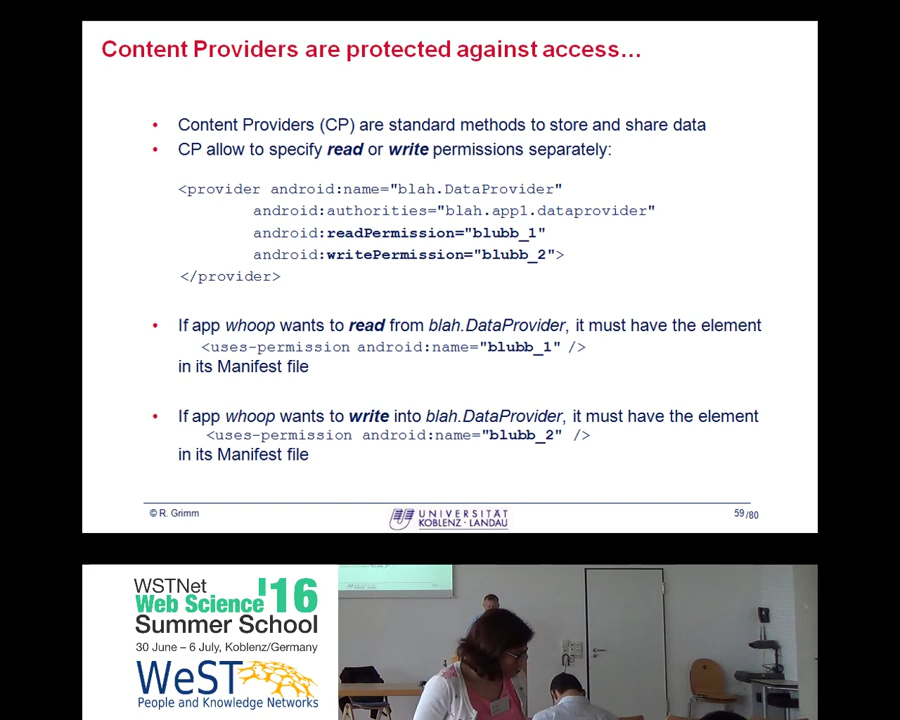 Content Providers are protected against access…
• Content Providers (CP) are standard methods to store and share data
• CP allow to specify read or write permissions separately:
<provider android:name="blah.DataProvider"
android:authorities="blah.app1.dataprovider"
android:readPermission="blubb_1"
android:writePermission="blubb_2">
</provider>
• If app whoop wants to read from blah.DataProvider, it must have the element
<uses-permission android:name="blubb_1" />
in its Manifest file
• If app whoop wants to write into blah.DataProvider, it must have the element
<uses-permission android:name="blubb_2" />
in its Manifest file
© R. Grimm
UNIVERSITÄT
KOBLENZ · LANDAU
59/80
WSTNet
Web Science '16
Summer School
30 June – 6 July, Koblenz/Germany
WeST
People and Knowledge Networks